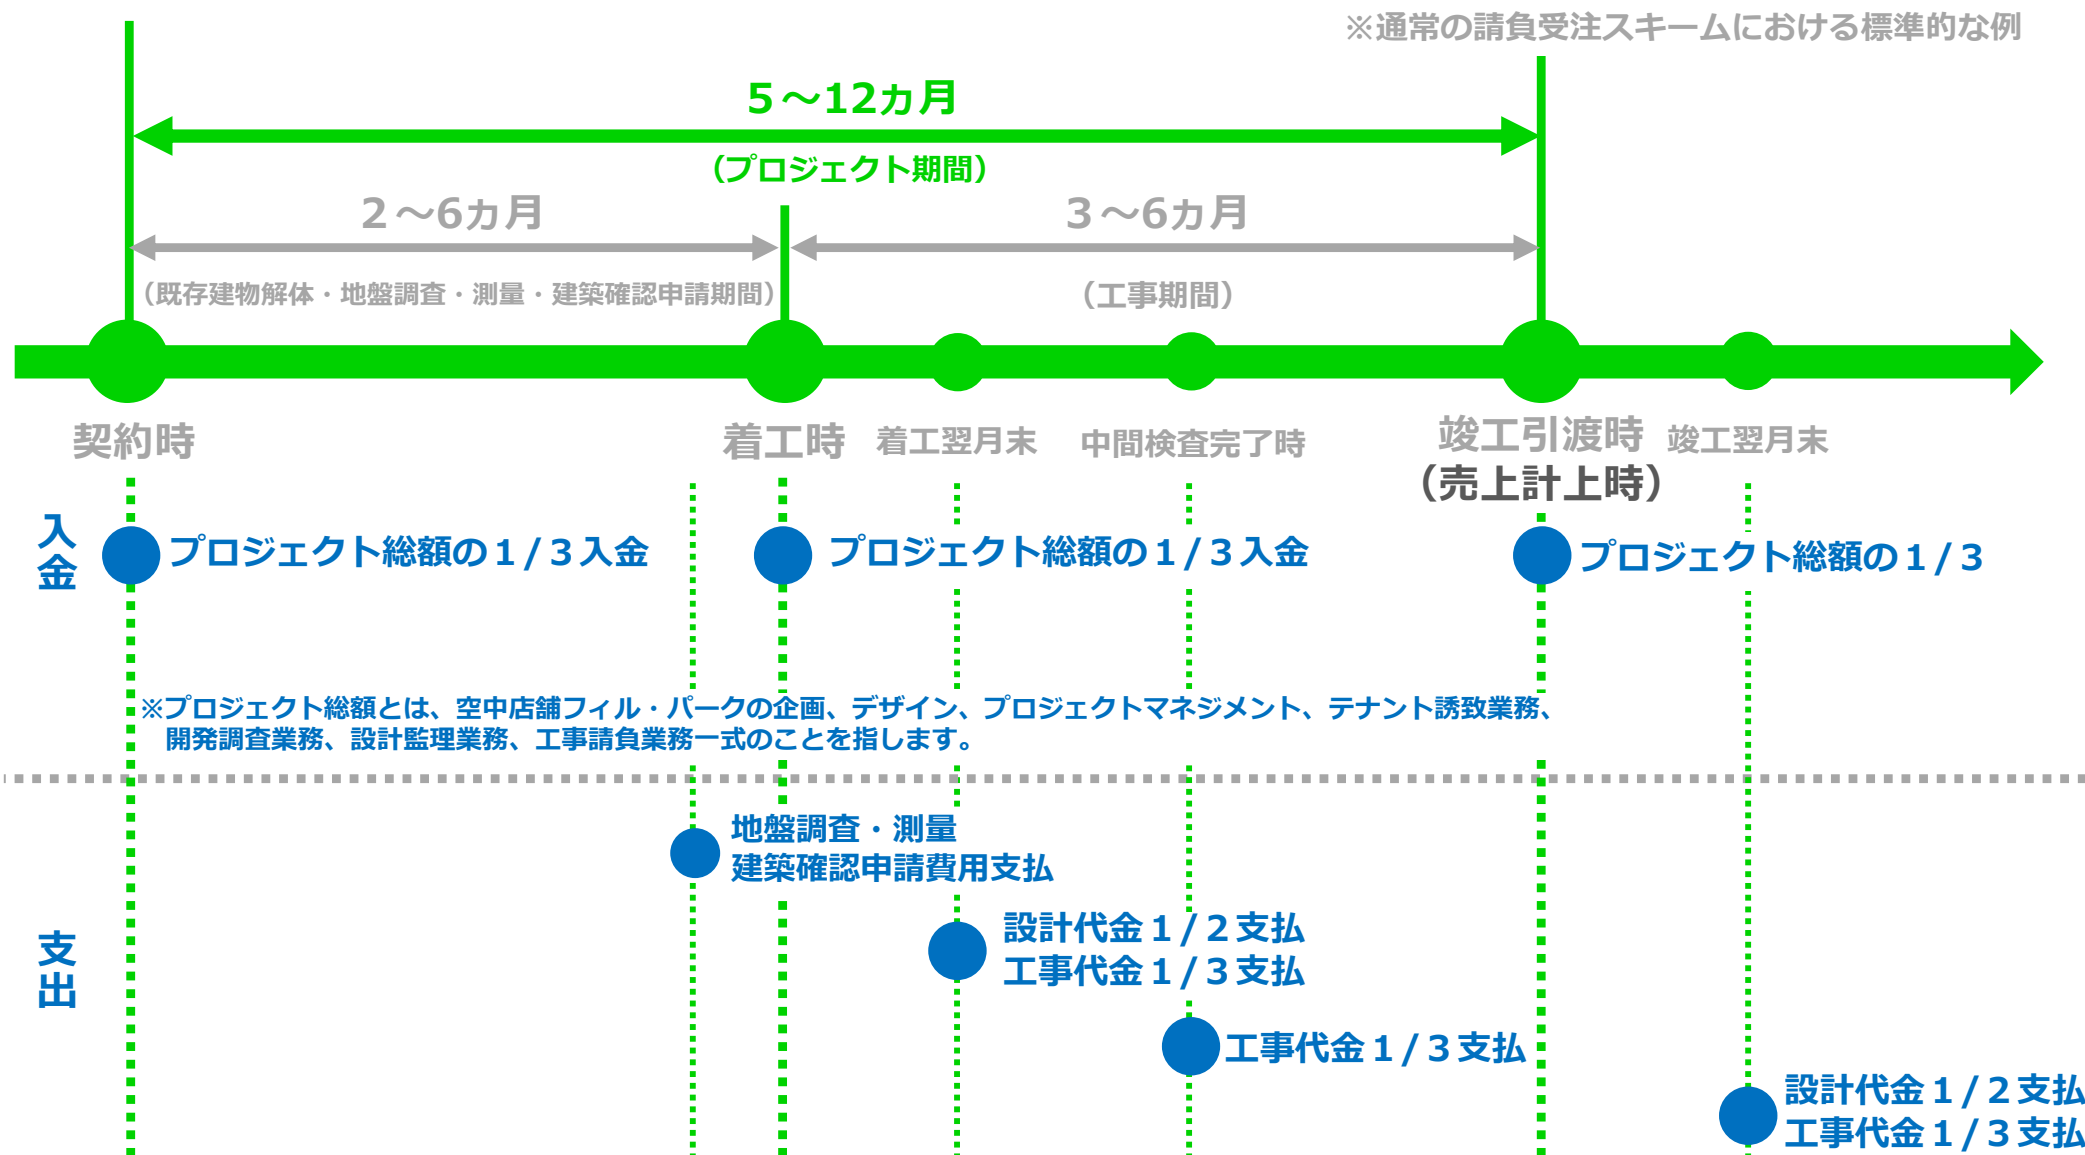 ※通常の請負受注スキームにおける標準的な例
５～12カ月
（プロジェクト期間）
２～6カ月
３～6カ月
（既存建物解体・地盤調査・測量・建築確認申請期間）
（工事期間）
契約時
着工時
着工翌月末
中間検査完了時
竣工引渡時
（売上計上時）
竣工翌月末
入金
プロジェクト総額の１/３入金
プロジェクト総額の１/３入金
プロジェクト総額の１/３
※プロジェクト総額とは、空中店舗フィル・パークの企画、デザイン、プロジェクトマネジメント、テナント誘致業務、
開発調査業務、設計監理業務、工事請負業務一式のことを指します。
支出
地盤調査・測量
建築確認申請費用支払
設計代金１/２支払
工事代金１/３支払
工事代金１/３支払
設計代金１/２支払
工事代金１/３支払